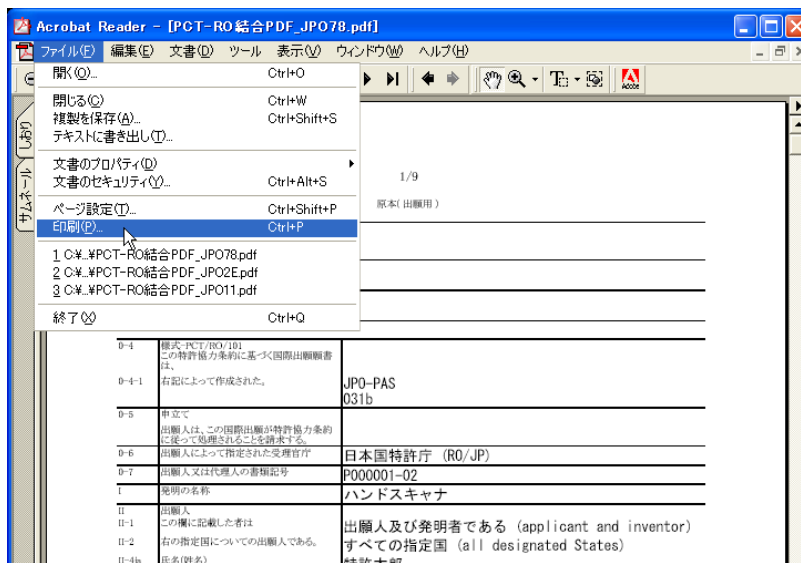 Acrobat Reader - [PCT-RO結合PDF_JPO78.pdf]
ファイル(F) 編集(E) 文書(D) ツール 表示(V) ウィンドウ(W) ヘルプ(H)
開く(O)... Ctrl+O
閉じる(C) Ctrl+W
複製を保存(A)... Ctrl+Shift+S
テキストに書き出し(T)...
文書のプロパティ(D)
文書のセキュリティ(Y)... Ctrl+Alt+S
ページ設定(T)... Ctrl+Shift+P
印刷(P)... Ctrl+P
1 C:¥...¥PCT-RO結合PDF_JPO78.pdf
2 C:¥...¥PCT-RO結合PDF_JPO2E.pdf
3 C:¥...¥PCT-RO結合PDF_JPO11.pdf
終了(X) Ctrl+Q
Adobe
しおり
サムネール
1/9
原本(出願用)
0-4 様式-PCT/RO/101
この特許協力条約に基づく国際出願願書
は、
0-4-1 右記によって作成された。 JPO-PAS
031b
0-5 申立て
出願人は、この国際出願が特許協力条約
に従って処理されることを請求する。
0-6 出願人によって指定された受理官庁 日本国特許庁 (RO/JP)
0-7 出願人又は代理人の書類記号 P000001-02
I 発明の名称 ハンドスキャナ
II 出願人
II-1 この欄に記載した者は 出願人及び発明者である (applicant and inventor)
II-2 右の指定国についての出願人である。 すべての指定国 (all designated States)
II-4ja 氏名(姓名) 特許太郎